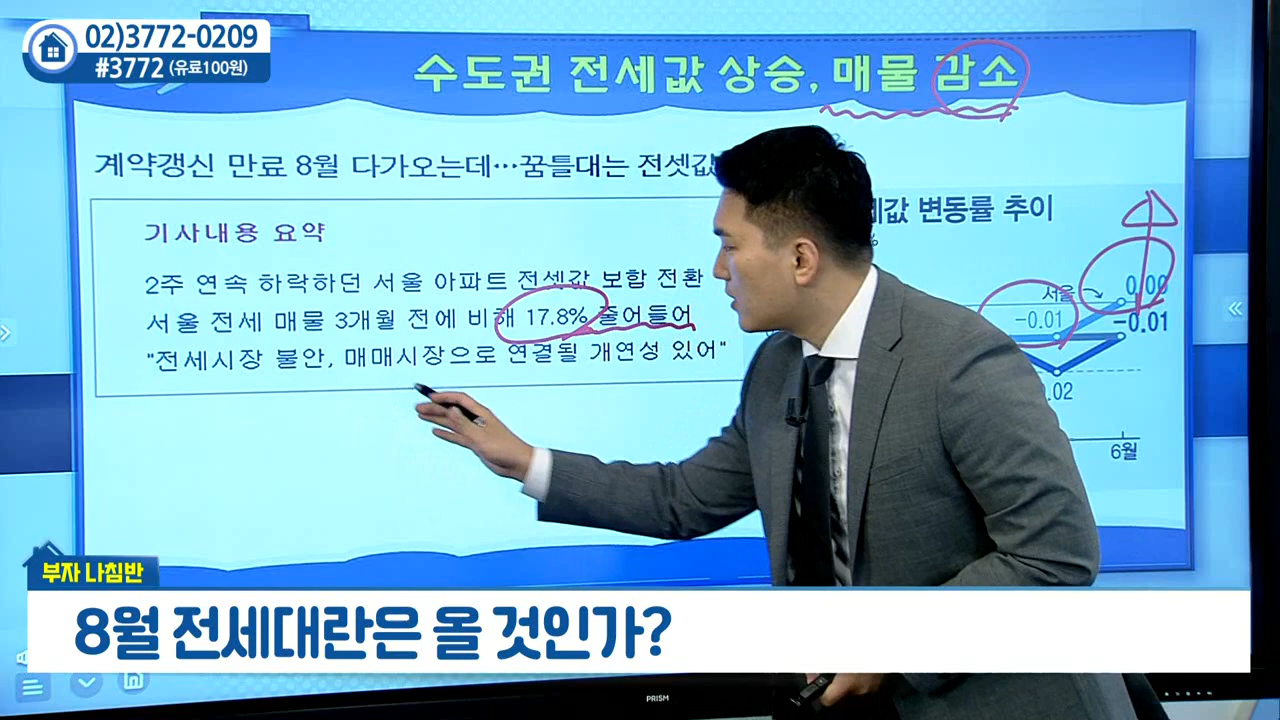 02)3772-0209
#3772 (유료100원)
수도권 전세값 상승, 매물 감소
계약갱신 만료 8월 다가오는데…꿈틀대는 전셋값
기사내용 요약
2주 연속 하락하던 서울 아파트 전셋값 보합 전환
서울 전세 매물 3개월 전에 비해 17.8% 줄어들어
"전세시장 불안, 매매시장으로 연결될 개연성 있어"
변동률 추이
%
서울
0.00
-0.01
-0.01
.02
6월
부자 나침반
8월 전세대란은 올 것인가?
PRISM